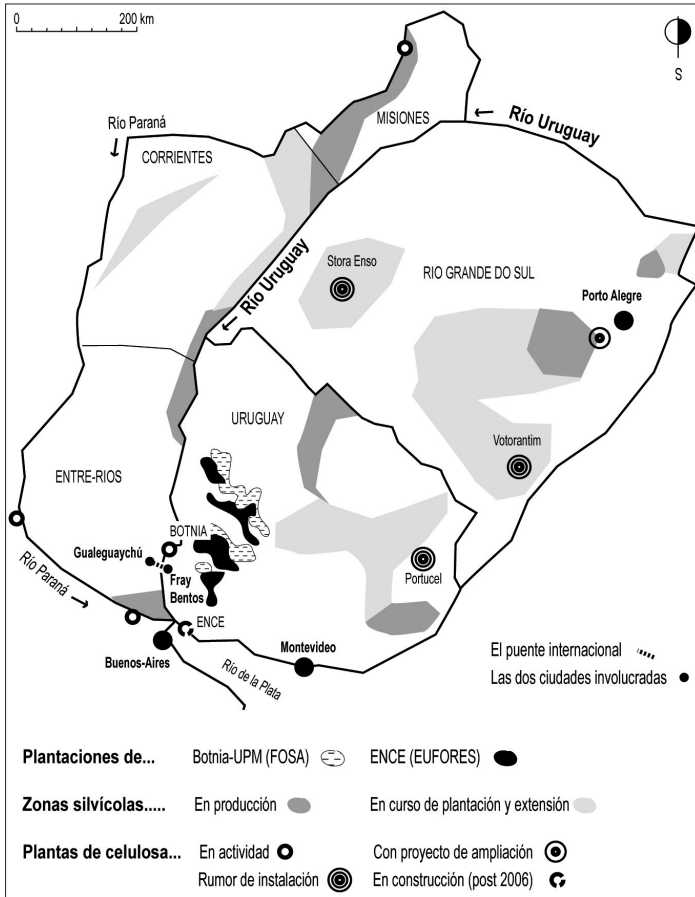 0 200 km
S
MISIONES
Río Uruguay
Río Paraná
CORRIENTES
Río Uruguay
Stora Enso
RIO GRANDE DO SUL
Porto Alegre
URUGUAY
Votorantim
ENTRE-RIOS
BOTNIA
Gualeguaychú
Fray
Bentos
Río Paraná
Portucel
ENCE
Buenos-Aires
Montevideo
Río de la Plata
El puente internacional
Las dos ciudades involucradas
Plantaciones de... Botnia-UPM (FOSA) ENCE (EUFORES)
Zonas silvícolas..... En producción En curso de plantación y extensión
Plantas de celulosa... En actividad Con proyecto de ampliación
Rumor de instalación En construcción (post 2006)